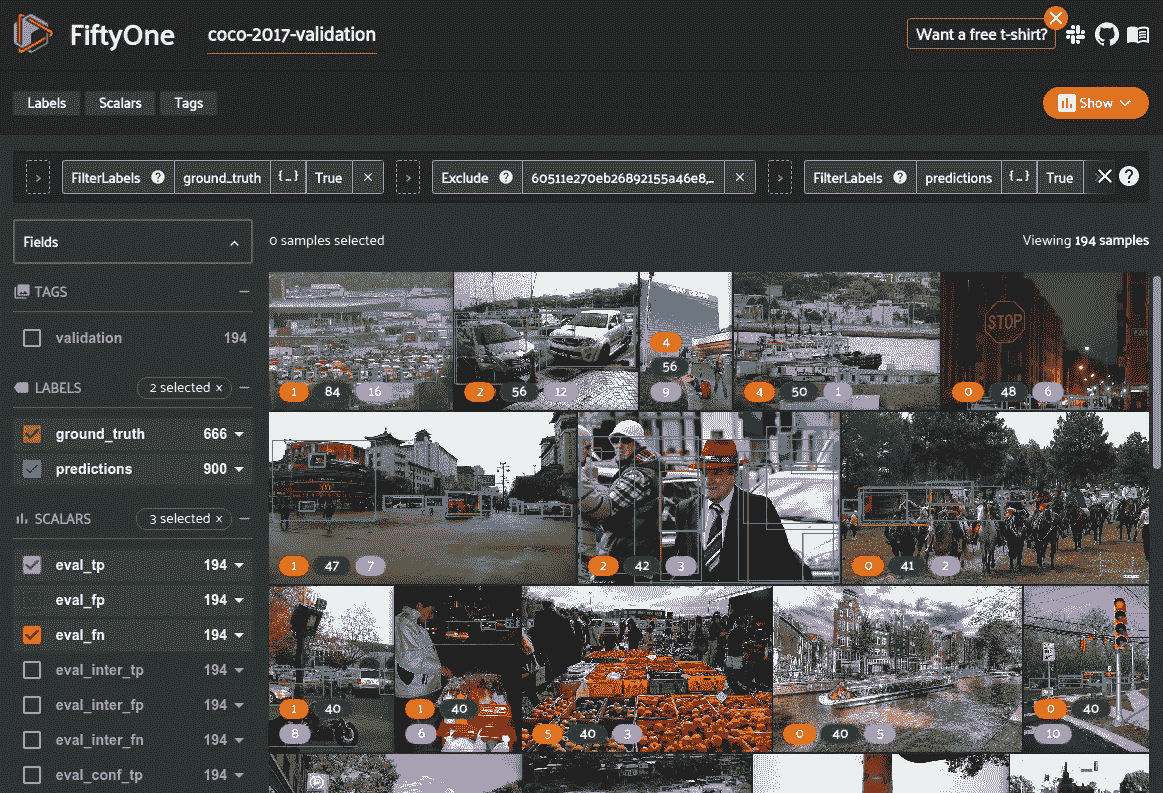 FiftyOne
coco-2017-validation
Want a free t-shirt?
Labels
Scalars
Tags
Show
FilterLabels ? ground_truth {...} True ×
Exclude ? 60511e270eb26892155a46e8,...
FilterLabels ? predictions {...} True
Fields
0 samples selected
Viewing 194 samples
TAGS
validation 194
LABELS 2 selected ×
ground_truth 666
predictions 900
SCALARS 3 selected ×
eval_tp 194
eval_fp 194
eval_fn 194
eval_inter_tp 194
eval_inter_fp 194
eval_inter_fn 194
eval_conf_tp 194
1 84 16
2 56 12
4
56
9
4 50 1
STOP
0 48 6
1 47 7
2 42 3
0 41 2
1 40
8
1 40
6
5 40 3
0 40 5
0 40
10